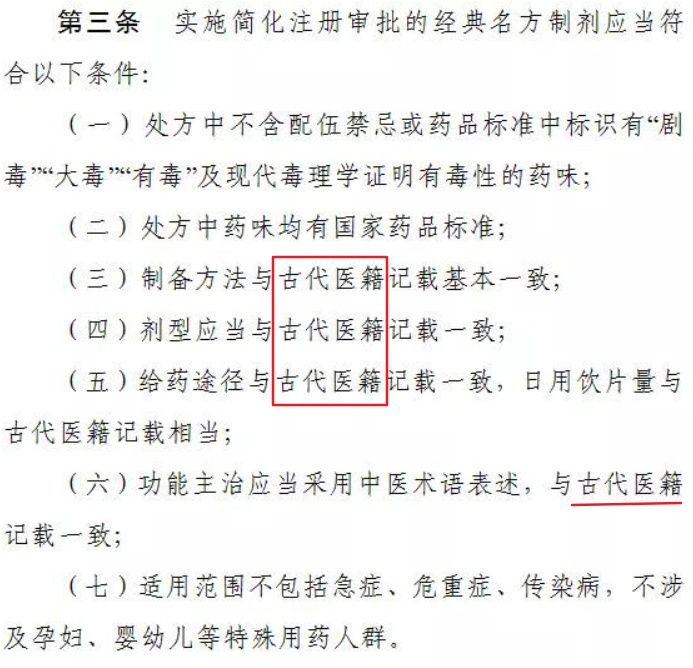 第三条 实施简化注册审批的经典名方制剂应当符
合以下条件：
（一）处方中不含配伍禁忌或药品标准中标识有“剧
毒”“大毒”“有毒”及现代毒理学证明有毒性的药味；
（二）处方中药味均有国家药品标准；
（三）制备方法与古代医籍记载基本一致；
（四）剂型应当与古代医籍记载一致；
（五）给药途径与古代医籍记载一致，日用饮片量与
古代医籍记载相当；
（六）功能主治应当采用中医术语表述，与古代医籍
记载一致；
（七）适用范围不包括急症、危重症、传染病，不涉
及孕妇、婴幼儿等特殊用药人群。